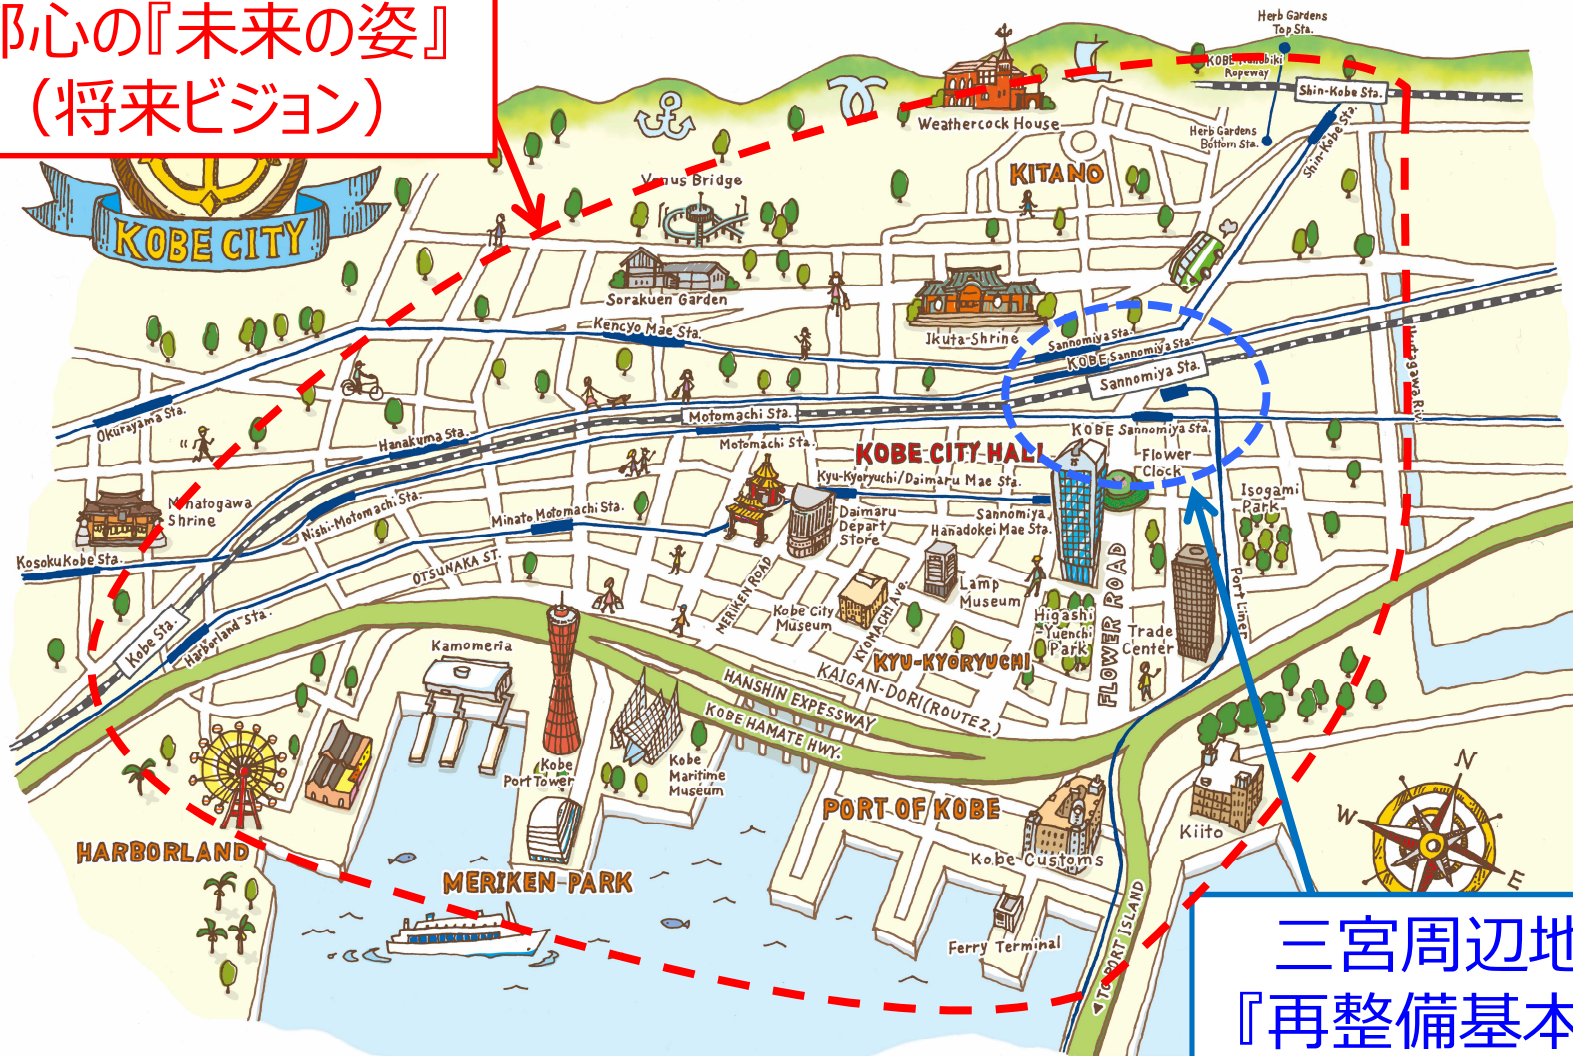 心の『未来の姿』
（将来ビジョン）
KOBE CITY
Herb Gardens
Top Sta.
Ropeway
Shin-Kobe Sta.
Herb Gardens
Bottom Sta.
Shin-Kobe Sta.
Weathercock House
KITANO
Venus Bridge
Sorakuen Garden
Kencyo Mae Sta.
Ikuta-Shrine
Sannomiya Sta.
KOBE Sannomiya Sta.
Sannomiya Sta.
KOBE Sannomiya Sta.
Okurayama Sta.
Hanakuma Sta.
Motomachi Sta.
Motomachi Sta.
KOBE CITY HALL
Flower
Clock
Kyu-Kyoryuchi/Daimaru Mae Sta.
Sannomiya
Hanadokei Mae Sta.
Isogami
Park
Minatogawa
Shrine
Nishi-Motomachi Sta.
Minato Motomachi Sta.
Daimaru
Depart
Store
Kosoku Kobe Sta.
OTSUNAKA ST.
MERIKEN ROAD
Kobe City
Museum
KYOMACHI Ave.
Lamp
Museum
Higashi
-Yuenchi
Park
FLOWER ROAD
Trade
Center
Port Liner
Kobe Sta.
Harborland Sta.
Kamomeria
KYU-KYORYUCHI
KAIGAN-DORI(ROUTE2.)
HANSHIN EXPESSWAY
KOBE HAMATE HWY.
Kobe
Port Tower
Kobe
Maritime
Museum
PORT OF KOBE
Kobe Customs
Kiito
HARBORLAND
MERIKEN PARK
Ferry Terminal
TO PORT ISLAND
N
W
E
三宮周辺地
『再整備基本